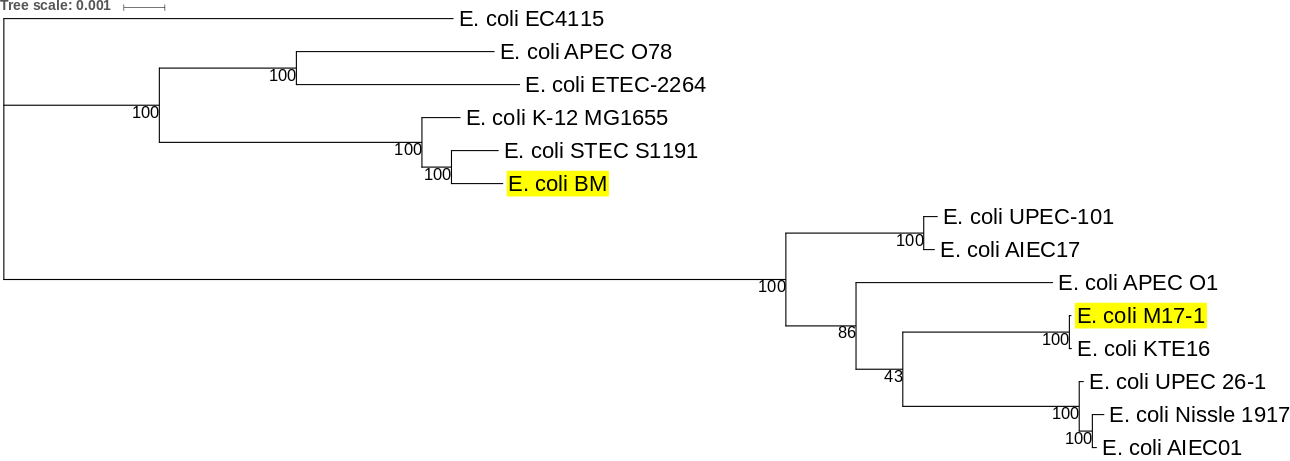 Tree scale: 0.001
E. coli EC4115
E. coli APEC O78
100
E. coli ETEC-2264
100
E. coli K-12 MG1655
100
E. coli STEC S1191
100
E. coli BM
E. coli UPEC-101
100
E. coli AIEC17
100
E. coli APEC O1
86
E. coli M17-1
100
E. coli KTE16
43
E. coli UPEC 26-1
100
E. coli Nissle 1917
100
E. coli AIEC01